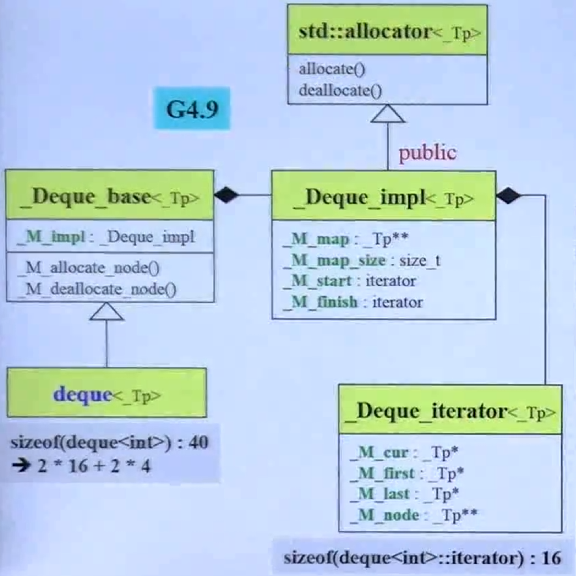 std::allocator<_Tp>
allocate()
deallocate()
G4.9
public
_Deque_base<_Tp>
_M_impl : _Deque_impl
_M_allocate_node()
_M_deallocate_node()
_Deque_impl<_Tp>
_M_map : _Tp**
_M_map_size : size_t
_M_start : iterator
_M_finish : iterator
deque<_Tp>
sizeof(deque<int>) : 40
➔ 2 * 16 + 2 * 4
_Deque_iterator<_Tp>
_M_cur : _Tp*
_M_first : _Tp*
_M_last : _Tp*
_M_node : _Tp**
sizeof(deque<int>::iterator) : 16